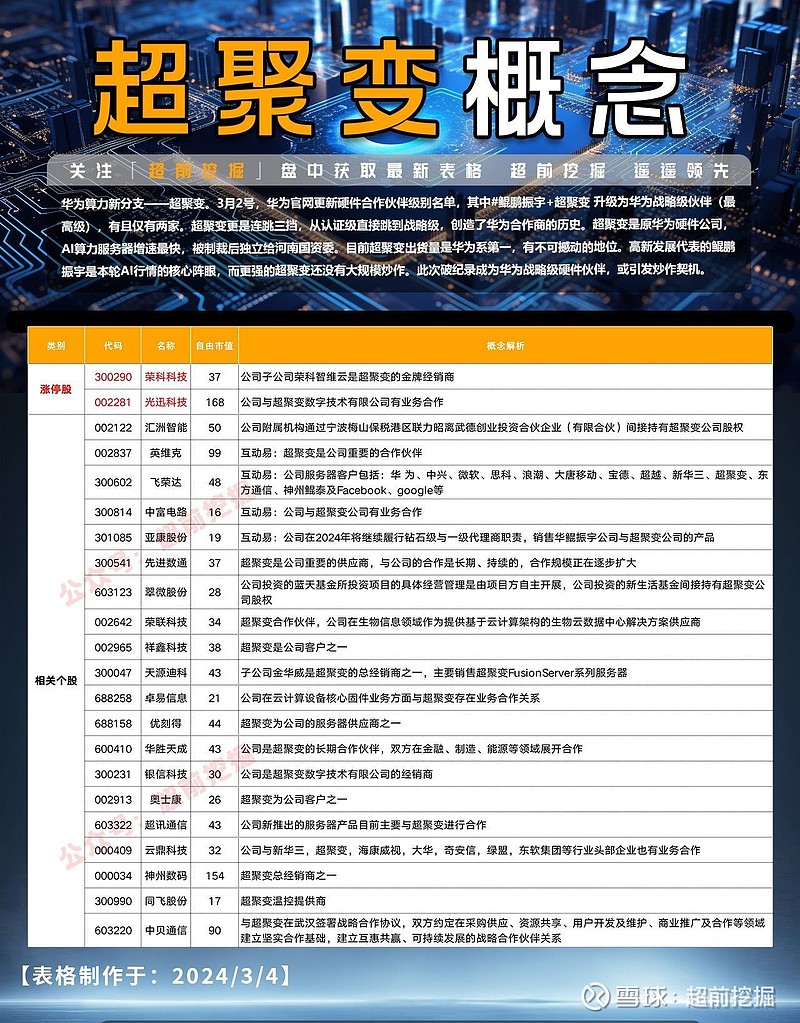 超聚变概念
关注「超前挖掘」盘中获取最新表格 超前挖掘 遥遥领先
华为算力新分支——超聚变。3月2号，华为官网更新硬件合作伙伴级别名单，其中#鲲鹏振宇+超聚变 升级为华为战略级伙伴（最
高级），有且仅有两家。超聚变更是连跳三挡，从认证级直接跳到战略级，创造了华为合作商的历史。超聚变是原华为硬件公司，
AI算力服务器增速最快，被制裁后独立给河南国资委。目前超聚变出货量是华为系第一，有不可撼动的地位。高新发展代表的鲲鹏
振宇是本轮AI行情的核心阵眼，而更强的超聚变还没有大规模炒作。此次破纪录成为华为战略级硬件伙伴，或引发炒作契机。
类别 代码 名称 自由市值 概念解析
涨停股
300290 荣科科技 37 公司子公司荣科智维云是超聚变的金牌经销商
002281 光迅科技 168 公司与超聚变数字技术有限公司有业务合作
相关个股
002122 汇洲智能 50 公司附属机构通过宁波梅山保税港区联力昭离武德创业投资合伙企业（有限合伙）间接持有超聚变公司股权
002837 英维克 99 互动易：超聚变是公司重要的合作伙伴
300602 飞荣达 48 互动易：公司服务器客户包括：华 为、中兴、微软、思科、浪潮、大唐移动、宝德、超越、新华三、超聚变、东
方通信、神州鲲泰及Facebook、google等
300814 中富电路 16 互动易：公司与超聚变公司有业务合作
301085 亚康股份 19 互动易：公司在2024年将继续履行钻石级与一级代理商职责，销售华鲲振宇公司与超聚变公司的产品
300541 先进数通 37 超聚变是公司重要的供应商，与公司的合作是长期、持续的，合作规模正在逐步扩大
603123 翠微股份 28 公司投资的蓝天基金所投资项目的具体经营管理是由项目方自主开展，公司投资的新生活基金间接持有超聚变公
司股权
002642 荣联科技 34 超聚变合作伙伴，公司在生物信息领域作为提供基于云计算架构的生物云数据中心解决方案供应商
002965 祥鑫科技 38 超聚变是公司客户之一
300047 天源迪科 43 子公司金华威是超聚变的总经销商之一，主要销售超聚变FusionServer系列服务器
688258 卓易信息 21 公司在云计算设备核心固件业务方面与超聚变存在业务合作关系
688158 优刻得 44 超聚变为公司的服务器供应商之一
600410 华胜天成 43 公司是超聚变的长期合作伙伴，双方在金融、制造、能源等领域展开合作
300231 银信科技 30 公司是超聚变数字技术有限公司的经销商
002913 奥士康 26 超聚变为公司客户之一
603322 超讯通信 43 公司新推出的服务器产品目前主要与超聚变进行合作
000409 云鼎科技 32 公司与新华三，超聚变，海康威视，大华，奇安信，绿盟，东软集团等行业头部企业也有业务合作
000034 神州数码 154 超聚变总经销商之一
300990 同飞股份 17 超聚变温控提供商
603220 中贝通信 90 与超聚变在武汉签署战略合作协议，双方约定在采购供应、资源共享、用户开发及维护、商业推广及合作等领域
建立坚实合作基础，建立互惠共赢、可持续发展的战略合作伙伴关系
公众号：超前挖掘
公众号：超前挖掘
【表格制作于：2024/3/4】
雪球：超前挖掘